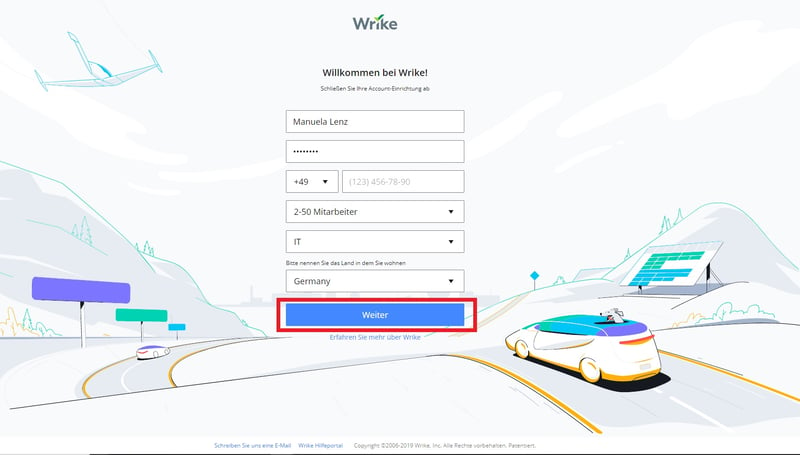 Wrike
Willkommen bei Wrike!
Schließen Sie Ihre Account-Einrichtung ab
Manuela Lenz
••••••••
+49
(123) 456-78-90
2-50 Mitarbeiter
IT
Bitte nennen Sie das Land in dem Sie wohnen
Germany
Weiter
Erfahren Sie mehr über Wrike
Schreiben Sie uns eine E-Mail Wrike Hilfeportal Copyright ©2006-2019 Wrike, Inc. Alle Rechte vorbehalten. Patentiert.